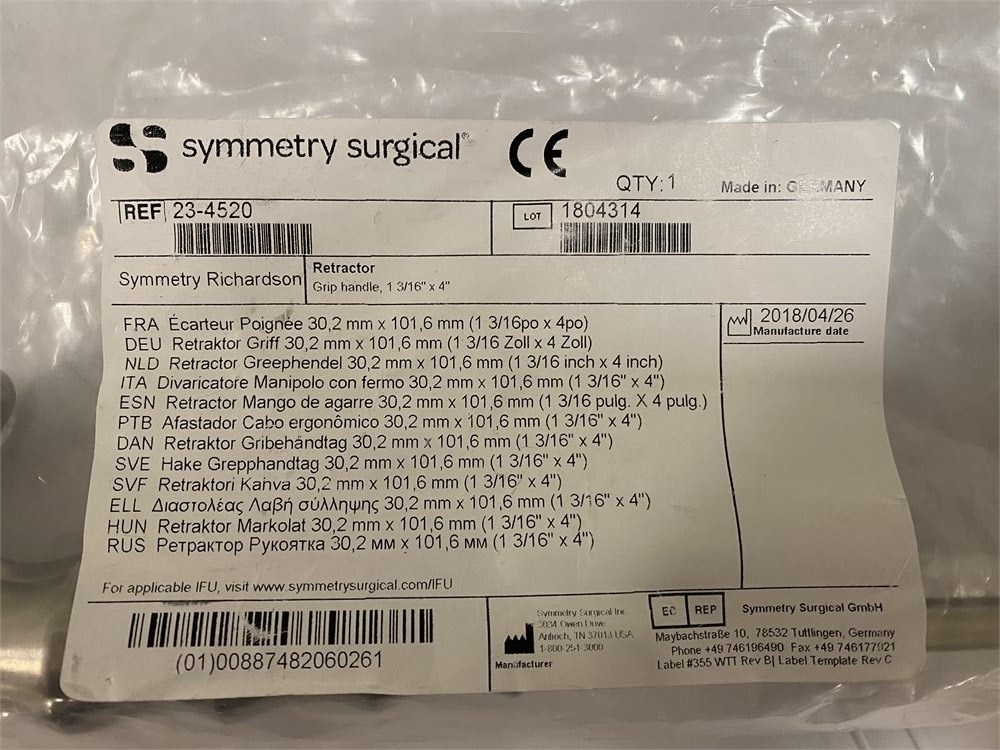 symmetry surgical®
CE
QTY:1
Made in: GERMANY
REF 23-4520
LOT 1804314
Symmetry Richardson
Retractor
Grip handle, 1 3/16" x 4"
2018/04/26
Manufacture date
FRA Écarteur Poignée 30,2 mm x 101,6 mm (1 3/16po x 4po)
DEU Retraktor Griff 30,2 mm x 101,6 mm (1 3/16 Zoll x 4 Zoll)
NLD Retractor Greephendel 30,2 mm x 101,6 mm (1 3/16 inch x 4 inch)
ITA Divaricatore Manipolo con fermo 30,2 mm x 101,6 mm (1 3/16" x 4")
ESN Retractor Mango de agarre 30,2 mm x 101,6 mm (1 3/16 pulg. X 4 pulg.)
PTB Afastador Cabo ergonômico 30,2 mm x 101,6 mm (1 3/16" x 4")
DAN Retraktor Gribehåndtag 30,2 mm x 101,6 mm (1 3/16" x 4")
SVE Hake Grepphandtag 30,2 mm x 101,6 mm (1 3/16" x 4")
SVF Retraktori Kahva 30,2 mm x 101,6 mm (1 3/16" x 4")
ELL Διαστολέας Λαβή σύλληψης 30,2 mm x 101,6 mm (1 3/16" x 4")
HUN Retraktor Markolat 30,2 mm x 101,6 mm (1 3/16" x 4")
RUS Ретрактор Рукоятка 30,2 мм x 101,6 мм (1 3/16" x 4")
For applicable IFU, visit www.symmetrysurgical.com/IFU
(01)00887482060261
Symmetry Surgical Inc.
3034 Owen Drive
Antioch, TN 37013 USA
1-800-251-3000
Manufacturer
EC REP
Symmetry Surgical GmbH
Maybachstraße 10, 78532 Tuttlingen, Germany
Phone +49 746196490 Fax +49 746177921
Label #355 WTT Rev B| Label Template Rev C